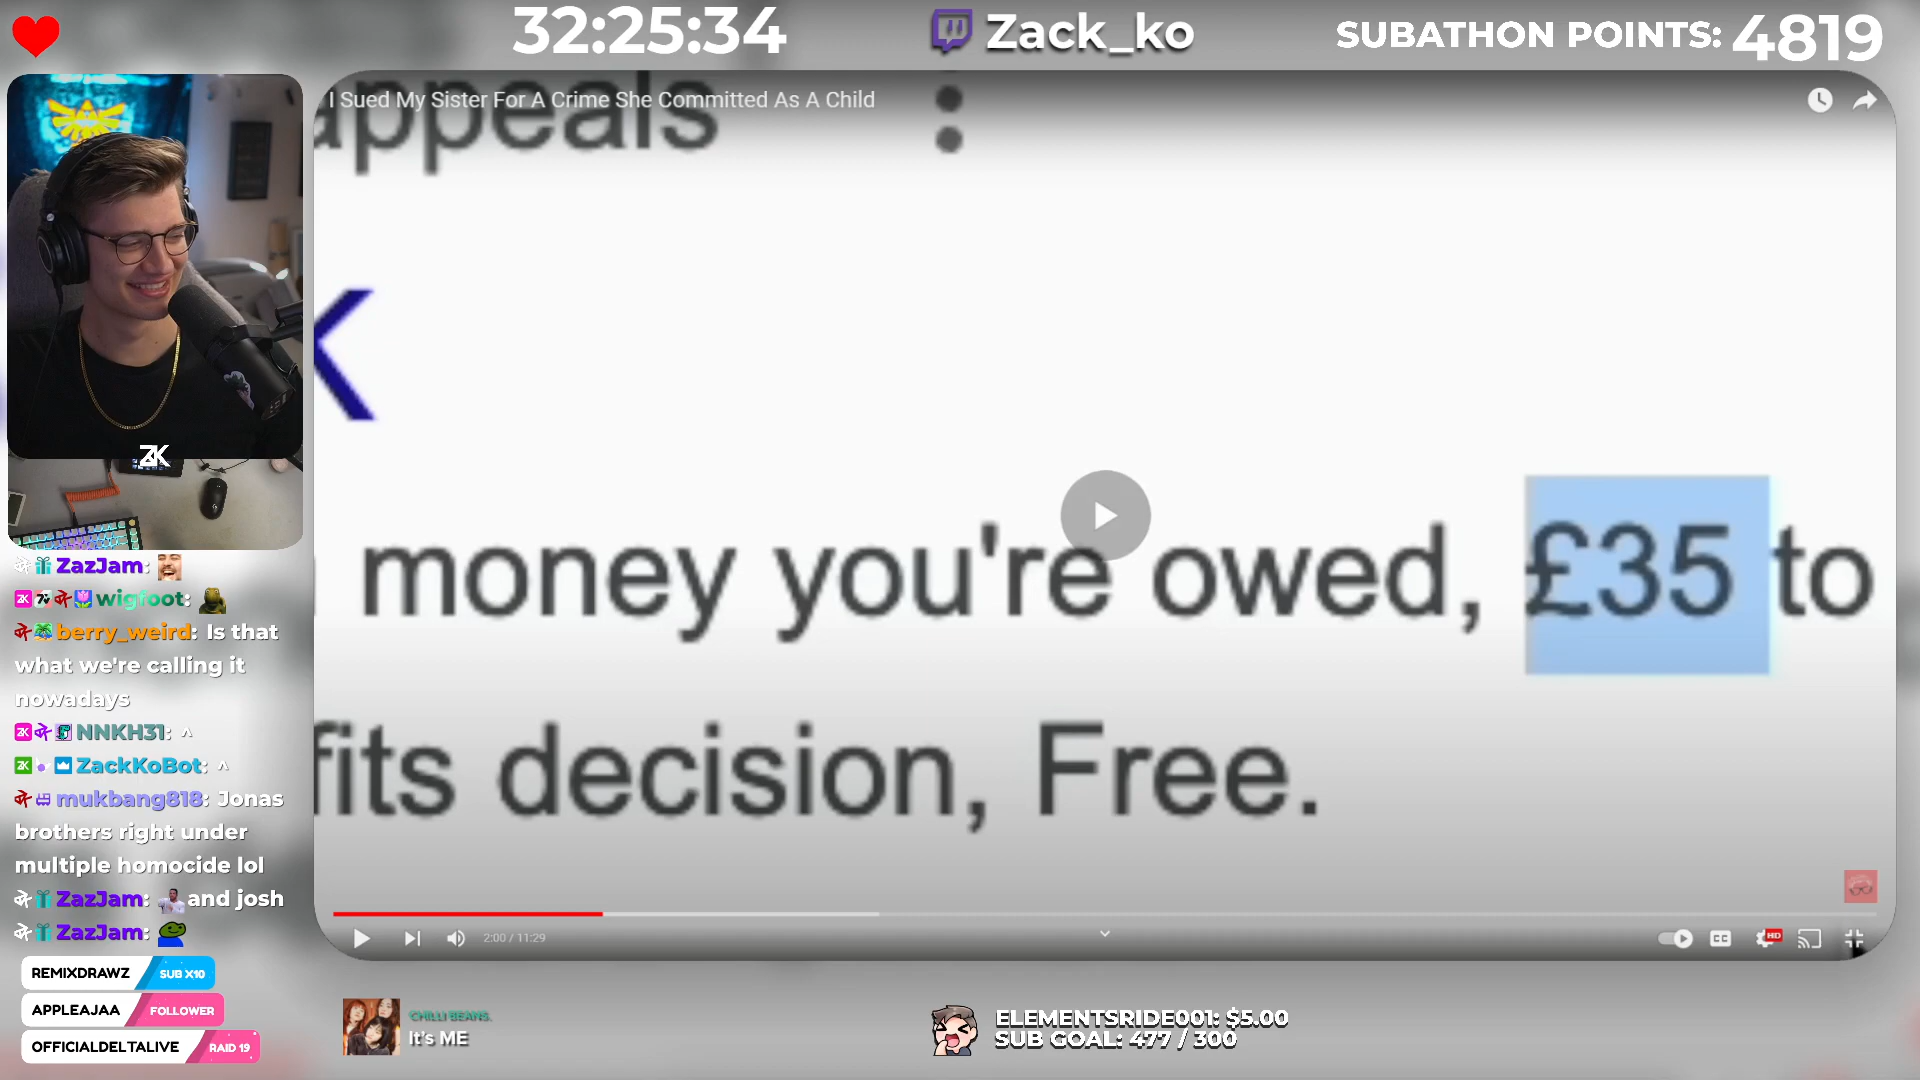 32:25:34
Zack_ko
SUBATHON POINTS: 4819
appeals
I Sued My Sister For A Crime She Committed As A Child
K
money you're owed, £35 to
fits decision, Free.
2:00 / 11:29
CC
HD
ZK
ZazJam:
wigfoot:
berry_weird: Is that
what we're calling it
nowadays
NNKH31: ^
ZackKoBot: ^
mukbang818: Jonas
brothers right under
multiple homocide lol
ZazJam: and josh
ZazJam:
REMIXDRAWZ SUB X10
APPLEAJAA FOLLOWER
OFFICIALDELTALIVE RAID 19
CHILLI BEANS.
It's ME
ELEMENTSRIDE001: $5.00
SUB GOAL: 477 / 300